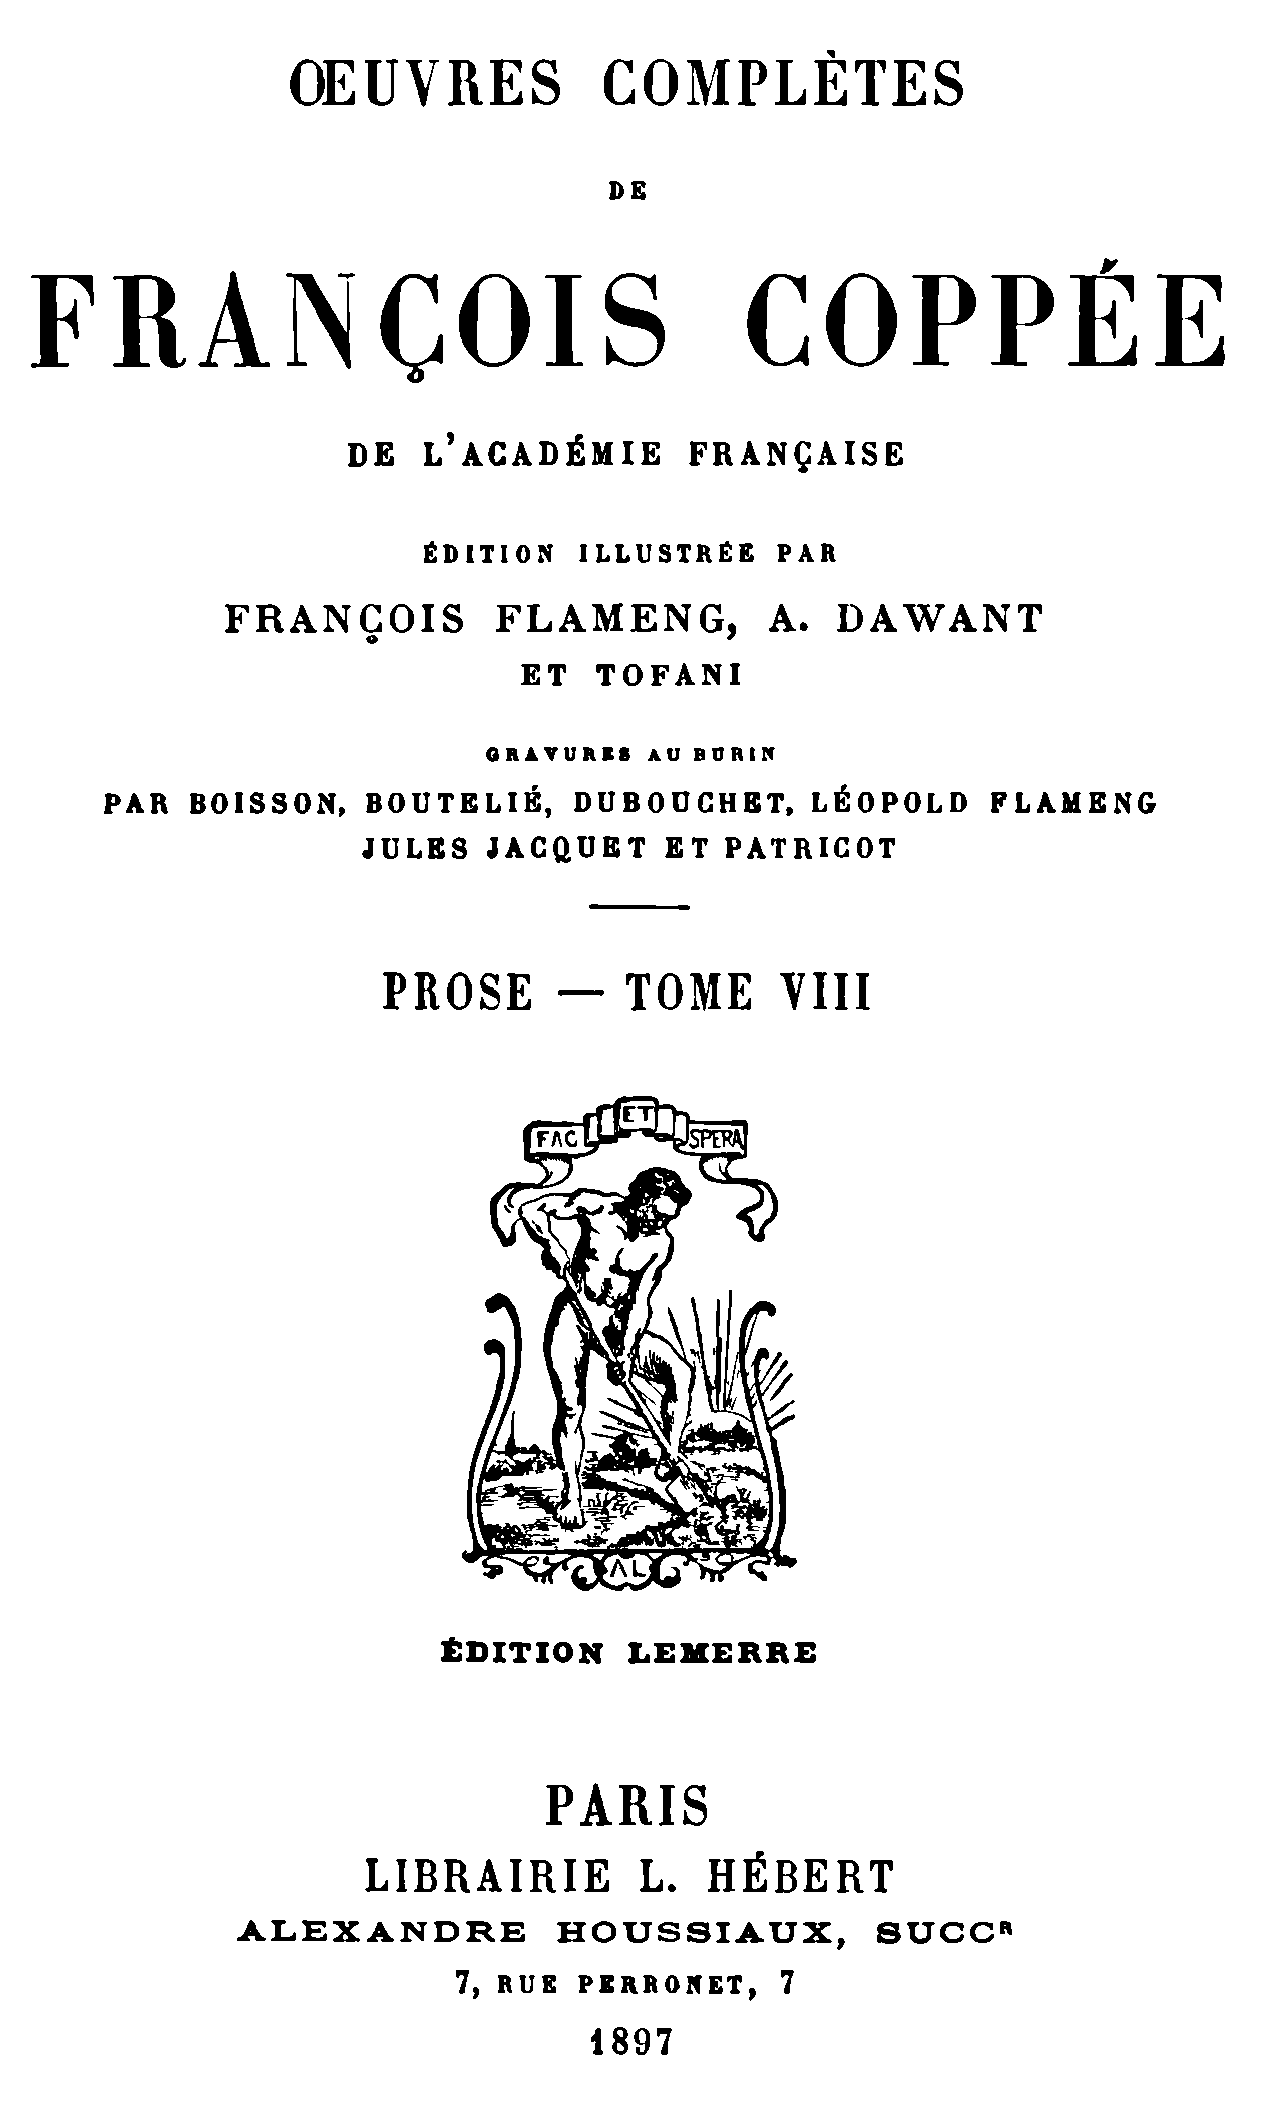 ŒUVRES COMPLÈTES
DE
FRANÇOIS COPPÉE
DE L'ACADÉMIE FRANÇAISE
ÉDITION ILLUSTRÉE PAR
FRANÇOIS FLAMENG, A. DAWANT
ET TOFANI
GRAVURES AU BURIN
PAR BOISSON, BOUTELIÉ, DUBOUCHET, LÉOPOLD FLAMENG
JULES JACQUET ET PATRICOT
PROSE — TOME VIII
FAC ET SPERA
AL
ÉDITION LEMERRE
PARIS
LIBRAIRIE L. HÉBERT
ALEXANDRE HOUSSIAUX, SUCCᴿ
7, RUE PERRONET, 7
1897